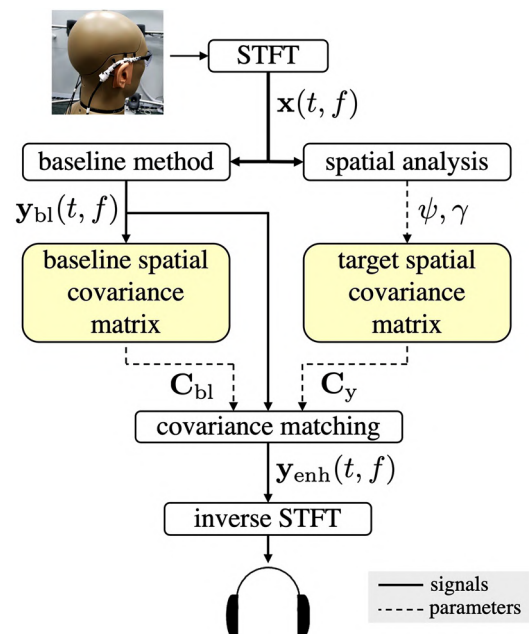 STFT
x(t, f)
baseline method
spatial analysis
y_bl(t, f)
ψ, γ
baseline spatial
covariance
matrix
target spatial
covariance
matrix
C_bl
C_y
covariance matching
y_enh(t, f)
inverse STFT
signals
parameters